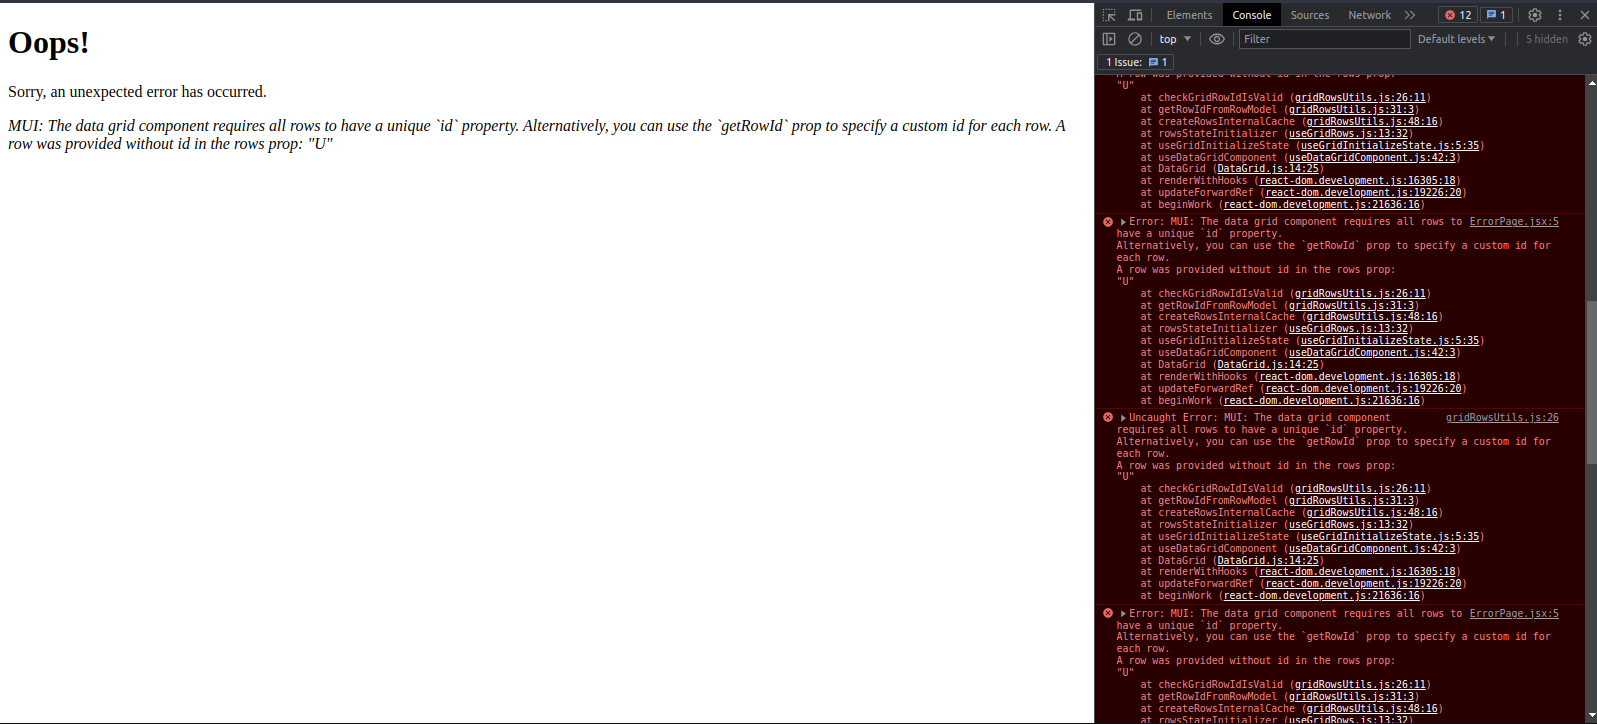 Oops!
Sorry, an unexpected error has occurred.
MUI: The data grid component requires all rows to have a unique `id` property. Alternatively, you can use the `getRowId` prop to specify a custom id for each row. A
row was provided without id in the rows prop: "U"
Elements Console Sources Network 12 1
top Filter Default levels 5 hidden
1 Issue: 1
A row was provided without id in the rows prop:
"U"
at checkGridRowIdIsValid (gridRowsUtils.js:26:11)
at getRowIdFromRowModel (gridRowsUtils.js:31:3)
at createRowsInternalCache (gridRowsUtils.js:48:16)
at rowsStateInitializer (useGridRows.js:13:32)
at useGridInitializeState (useGridInitializeState.js:5:35)
at useDataGridComponent (useDataGridComponent.js:42:3)
at DataGrid (DataGrid.js:14:25)
at renderWithHooks (react-dom.development.js:16305:18)
at updateForwardRef (react-dom.development.js:19226:20)
at beginWork (react-dom.development.js:21636:16)
Error: MUI: The data grid component requires all rows to ErrorPage.jsx:5
have a unique `id` property.
Alternatively, you can use the `getRowId` prop to specify a custom id for
each row.
A row was provided without id in the rows prop:
"U"
at checkGridRowIdIsValid (gridRowsUtils.js:26:11)
at getRowIdFromRowModel (gridRowsUtils.js:31:3)
at createRowsInternalCache (gridRowsUtils.js:48:16)
at rowsStateInitializer (useGridRows.js:13:32)
at useGridInitializeState (useGridInitializeState.js:5:35)
at useDataGridComponent (useDataGridComponent.js:42:3)
at DataGrid (DataGrid.js:14:25)
at renderWithHooks (react-dom.development.js:16305:18)
at updateForwardRef (react-dom.development.js:19226:20)
at beginWork (react-dom.development.js:21636:16)
Uncaught Error: MUI: The data grid component gridRowsUtils.js:26
requires all rows to have a unique `id` property.
Alternatively, you can use the `getRowId` prop to specify a custom id for
each row.
A row was provided without id in the rows prop:
"U"
at checkGridRowIdIsValid (gridRowsUtils.js:26:11)
at getRowIdFromRowModel (gridRowsUtils.js:31:3)
at createRowsInternalCache (gridRowsUtils.js:48:16)
at rowsStateInitializer (useGridRows.js:13:32)
at useGridInitializeState (useGridInitializeState.js:5:35)
at useDataGridComponent (useDataGridComponent.js:42:3)
at DataGrid (DataGrid.js:14:25)
at renderWithHooks (react-dom.development.js:16305:18)
at updateForwardRef (react-dom.development.js:19226:20)
at beginWork (react-dom.development.js:21636:16)
Error: MUI: The data grid component requires all rows to ErrorPage.jsx:5
have a unique `id` property.
Alternatively, you can use the `getRowId` prop to specify a custom id for
each row.
A row was provided without id in the rows prop:
"U"
at checkGridRowIdIsValid (gridRowsUtils.js:26:11)
at getRowIdFromRowModel (gridRowsUtils.js:31:3)
at createRowsInternalCache (gridRowsUtils.js:48:16)
at rowsStateInitializer (useGridRows.js:13:32)